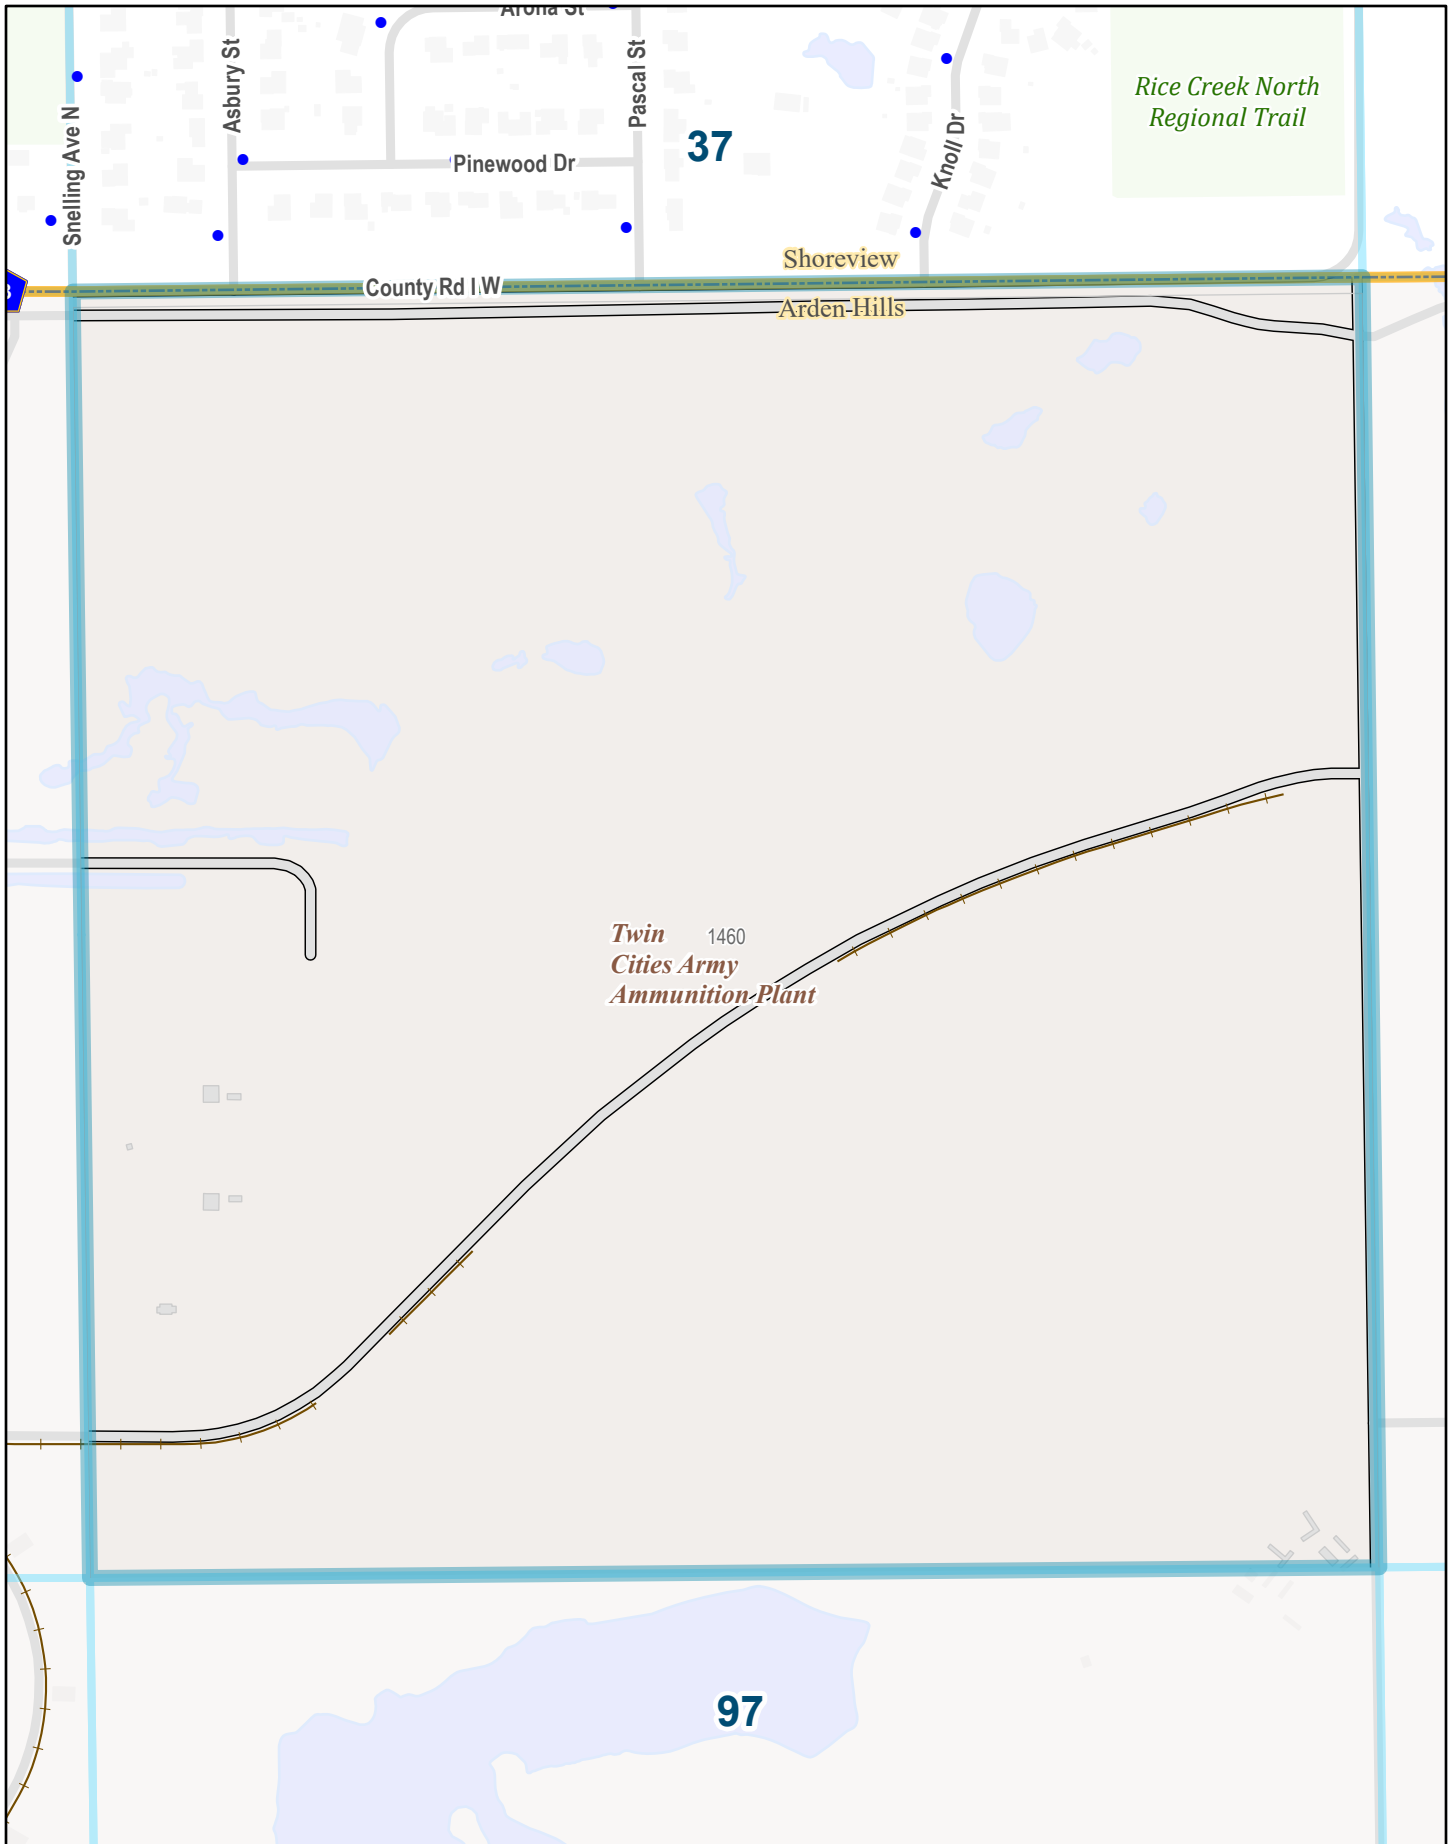 Arona St
Asbury St
Pascal St
Snelling Ave N
Pinewood Dr
37
Knoll Dr
Rice Creek North
Regional Trail
Shoreview
County Rd I W
Arden Hills
Twin 1460
Cities Army
Ammunition Plant
97